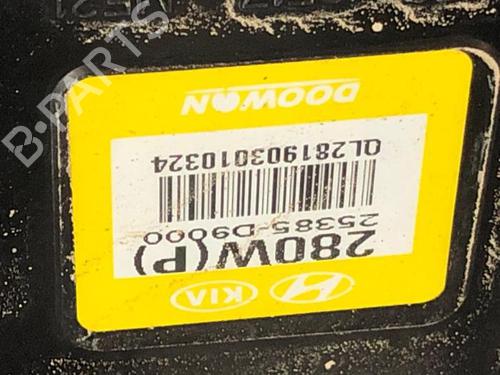 KIA
280W(P)
25385-D9000
QL281903010324
DOOWON
B-PARTS